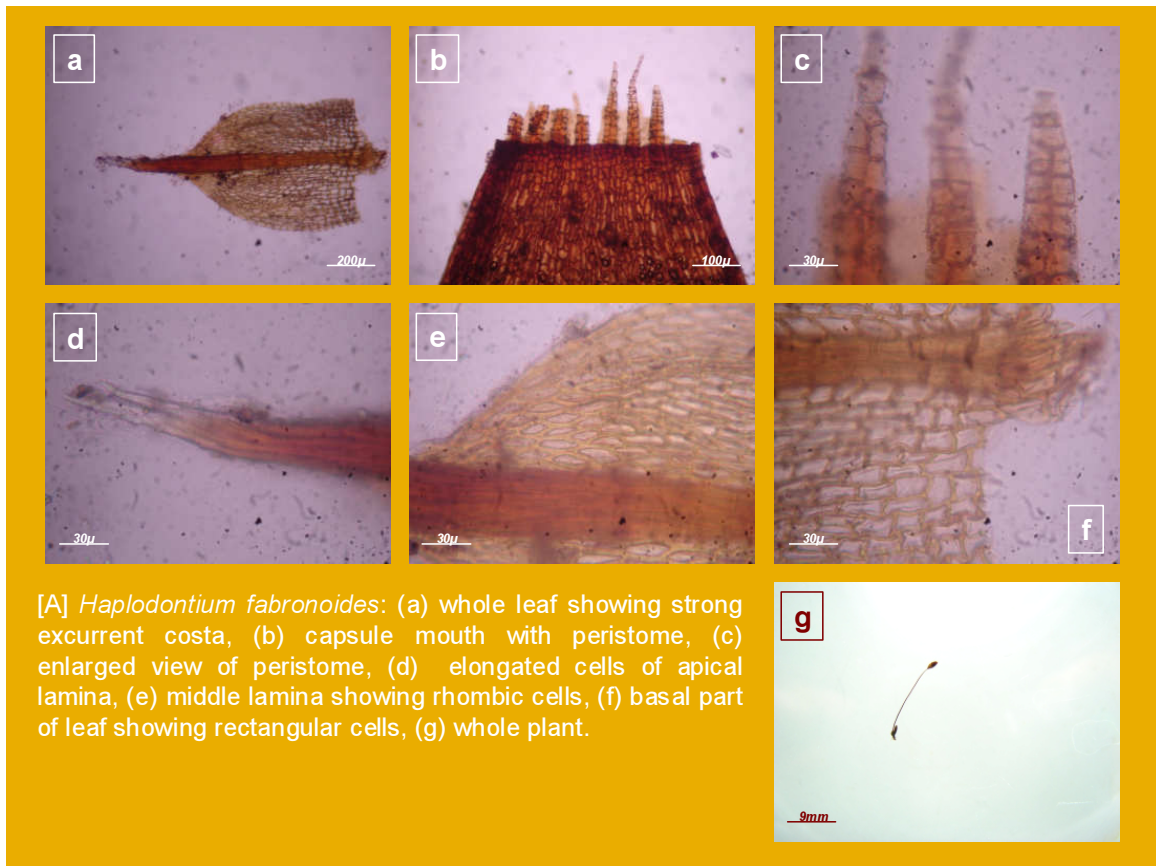 a
b
c
200μ
100μ
30μ
d
e
f
30μ
30μ
30μ
[A] Haplodontium fabronoides: (a) whole leaf showing strong
excurrent costa, (b) capsule mouth with peristome, (c)
enlarged view of peristome, (d) elongated cells of apical
lamina, (e) middle lamina showing rhombic cells, (f) basal part
of leaf showing rectangular cells, (g) whole plant.
g
9mm